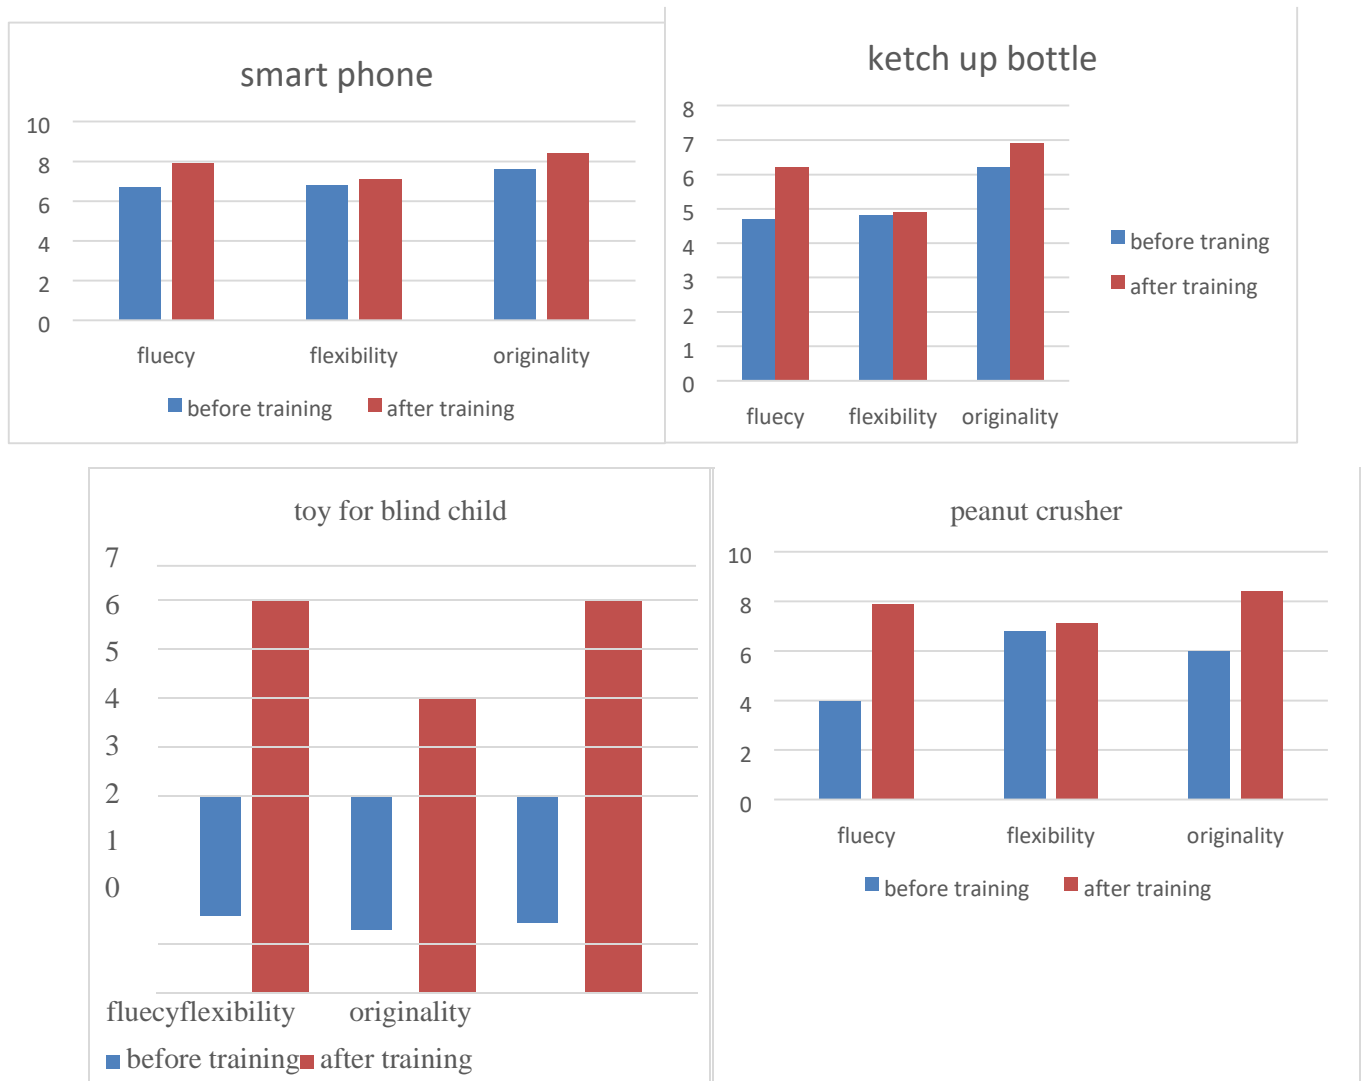 smart phone
10
8
6
4
2
0
fluecy flexibility originality
before training after training
ketch up bottle
8
7
6
5
4
3
2
1
0
fluecy flexibility originality
before traning
after training
toy for blind child
7
6
5
4
3
2
1
0
fluecyflexibility originality
before training after training
peanut crusher
10
8
6
4
2
0
fluecy flexibility originality
before training after training